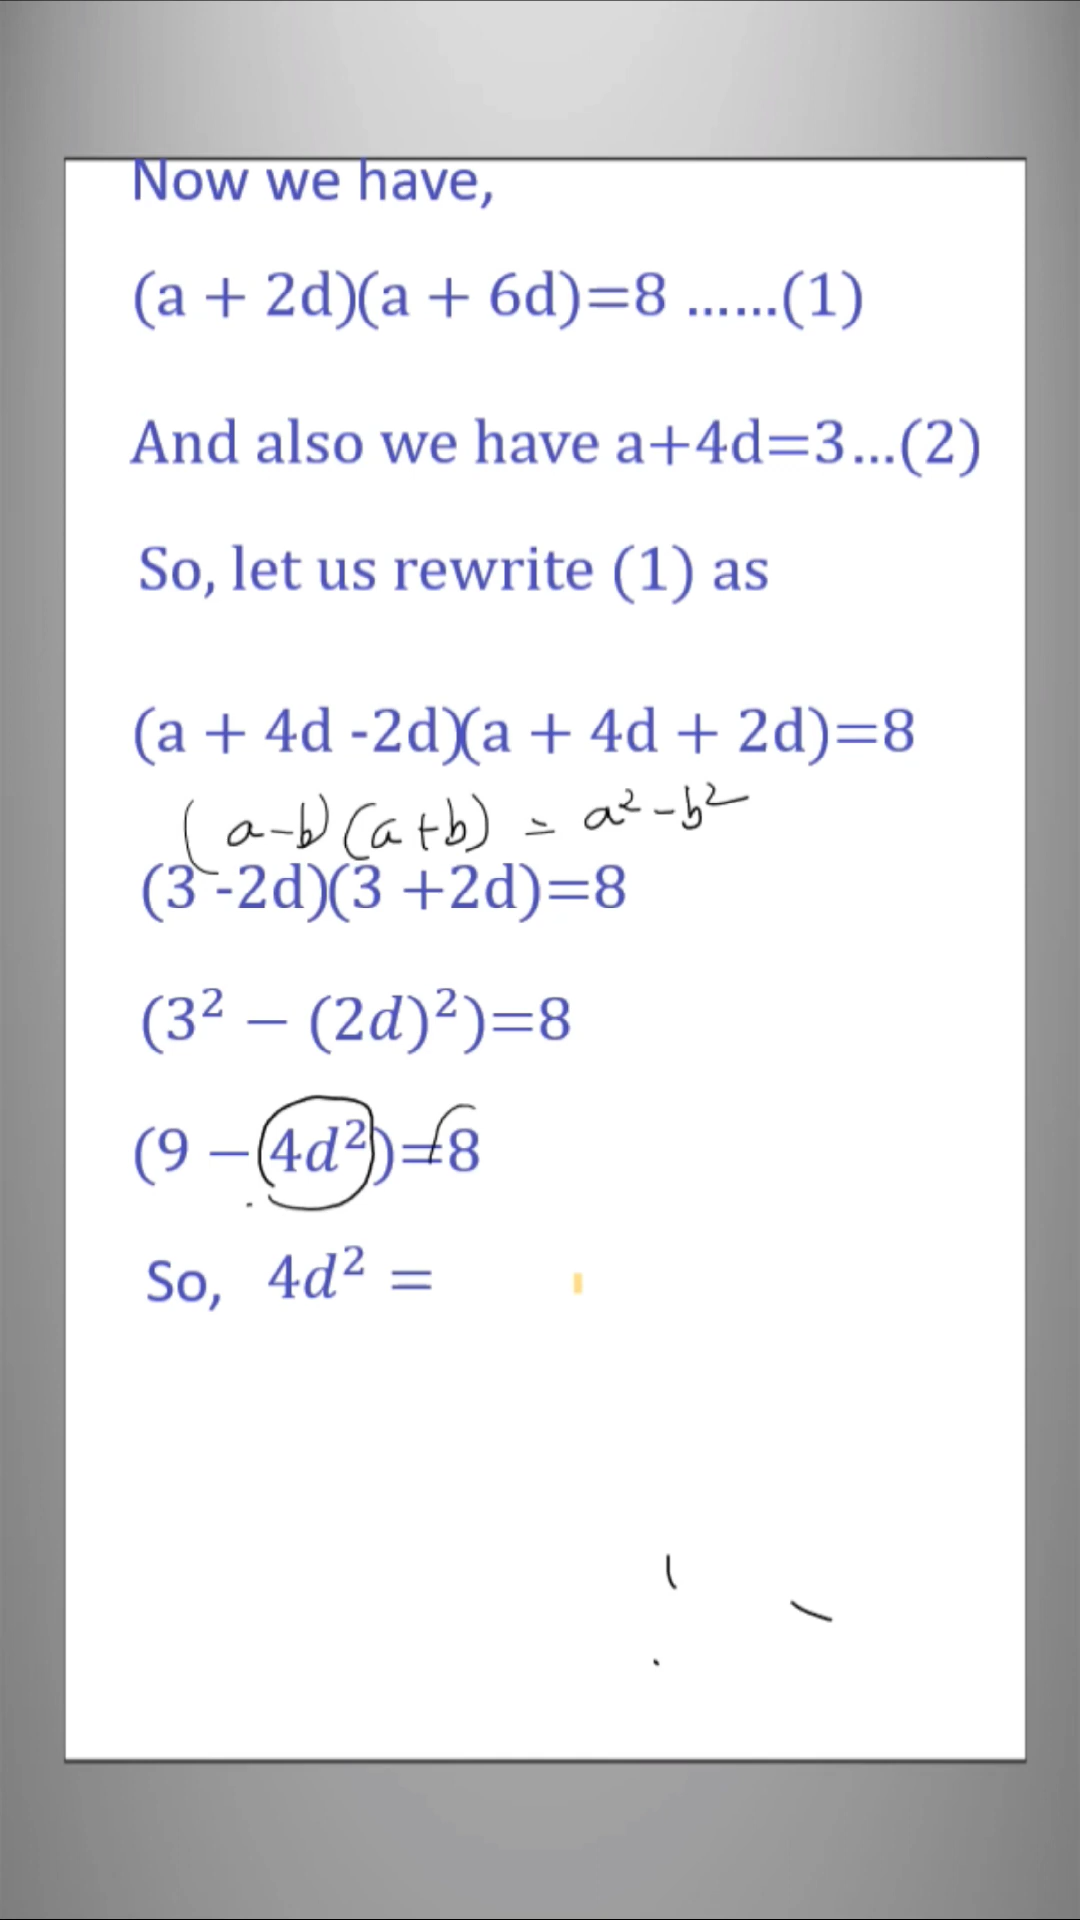 Now we have,
(a + 2d)(a + 6d)=8 ......(1)
And also we have a+4d=3...(2)
So, let us rewrite (1) as
(a + 4d -2d)(a + 4d + 2d)=8
(a-b)(a+b) = a² - b²
(3 -2d)(3 +2d)=8
(3² − (2d)²)=8
(9 − 4d²)=8
So, 4d² =